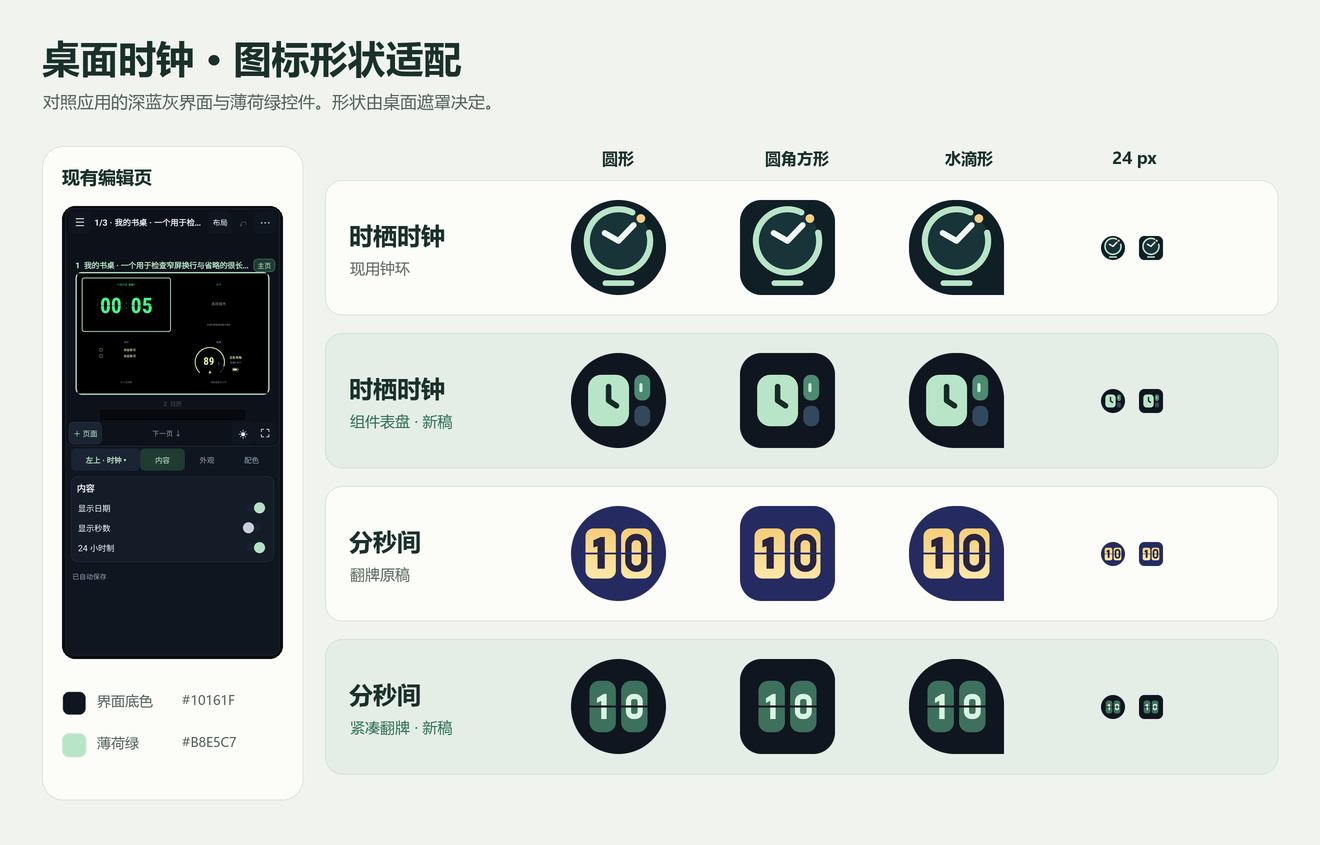 桌面时钟 · 图标形状适配
对照应用的深蓝灰界面与薄荷绿控件。形状由桌面遮罩决定。
现有编辑页
1/3 · 我的书桌 · 一个用于检...
布局
1 我的书桌 · 一个用于检查窄屏换行与省略的很长...
主页
00 05
89
2 日历
+ 页面
下一页 ↓
左上 · 时钟
内容
外观
配色
内容
显示日期
显示秒数
24 小时制
已自动保存
界面底色 #10161F
薄荷绿 #B8E5C7
圆形 圆角方形 水滴形 24 px
时栖时钟
现用钟环
时栖时钟
组件表盘 · 新稿
分秒间
翻牌原稿
10 10 10 10 10
分秒间
紧凑翻牌 · 新稿
10 10 10 10 10